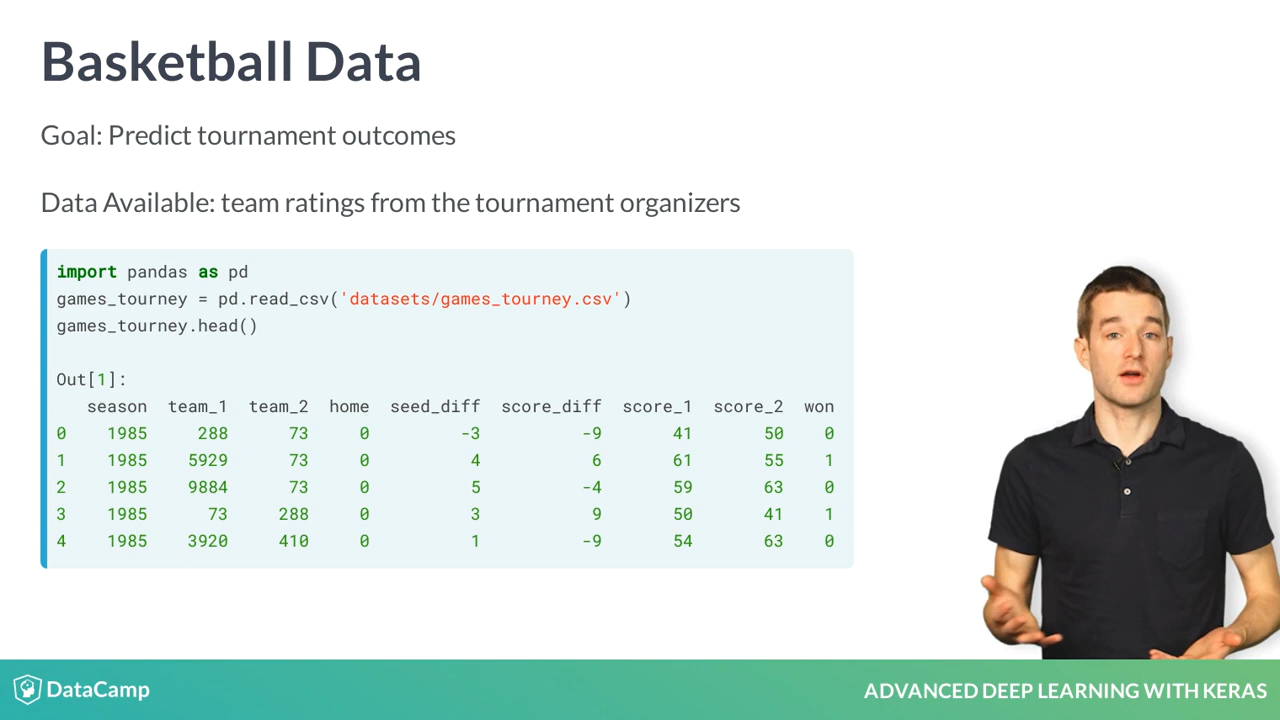 Basketball Data
Goal: Predict tournament outcomes
Data Available: team ratings from the tournament organizers
import pandas as pd
games_tourney = pd.read_csv('datasets/games_tourney.csv')
games_tourney.head()
Out[1]:
season team_1 team_2 home seed_diff score_diff score_1 score_2 won
0 1985 288 73 0 -3 -9 41 50 0
1 1985 5929 73 0 4 6 61 55 1
2 1985 9884 73 0 5 -4 59 63 0
3 1985 73 288 0 3 9 50 41 1
4 1985 3920 410 0 1 -9 54 63 0
DataCamp
ADVANCED DEEP LEARNING WITH KERAS